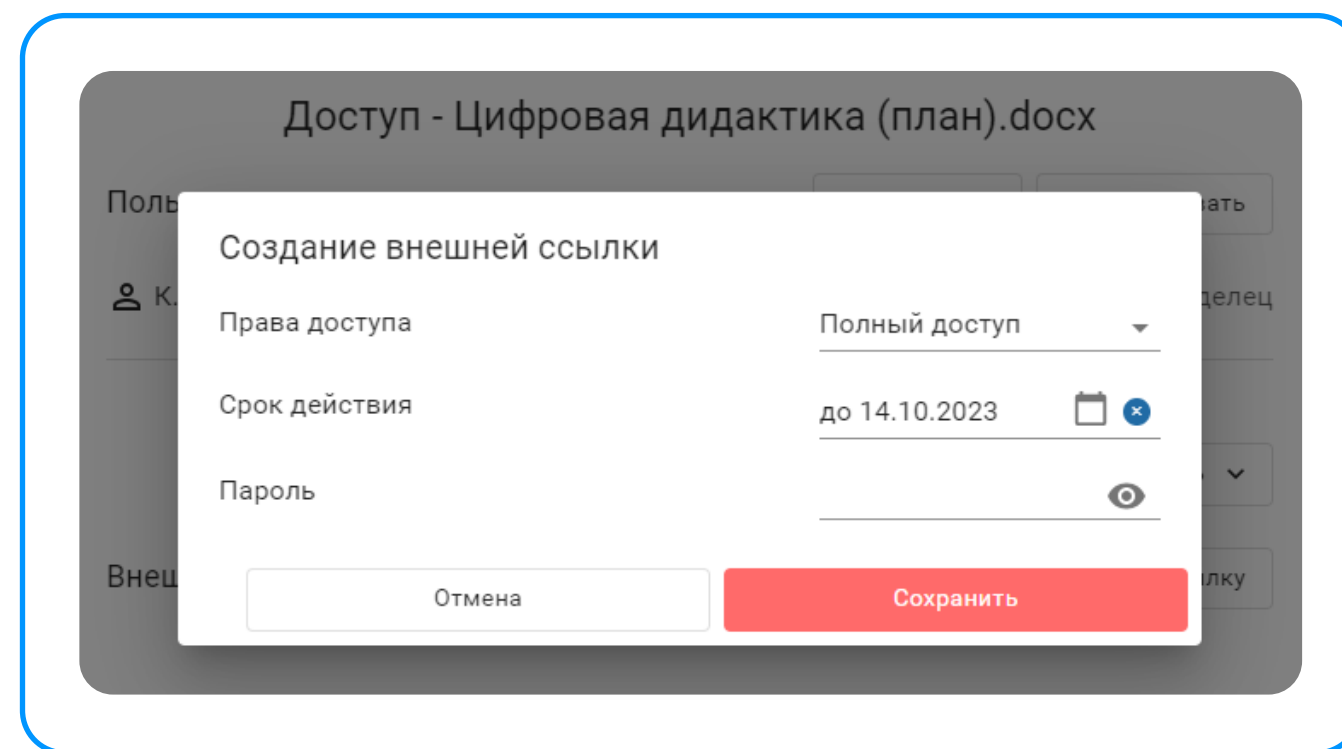 Доступ - Цифровая дидактика (план).docx
Создание внешней ссылки
Права доступа
Полный доступ
Срок действия
до 14.10.2023
Пароль
Отмена
Сохранить